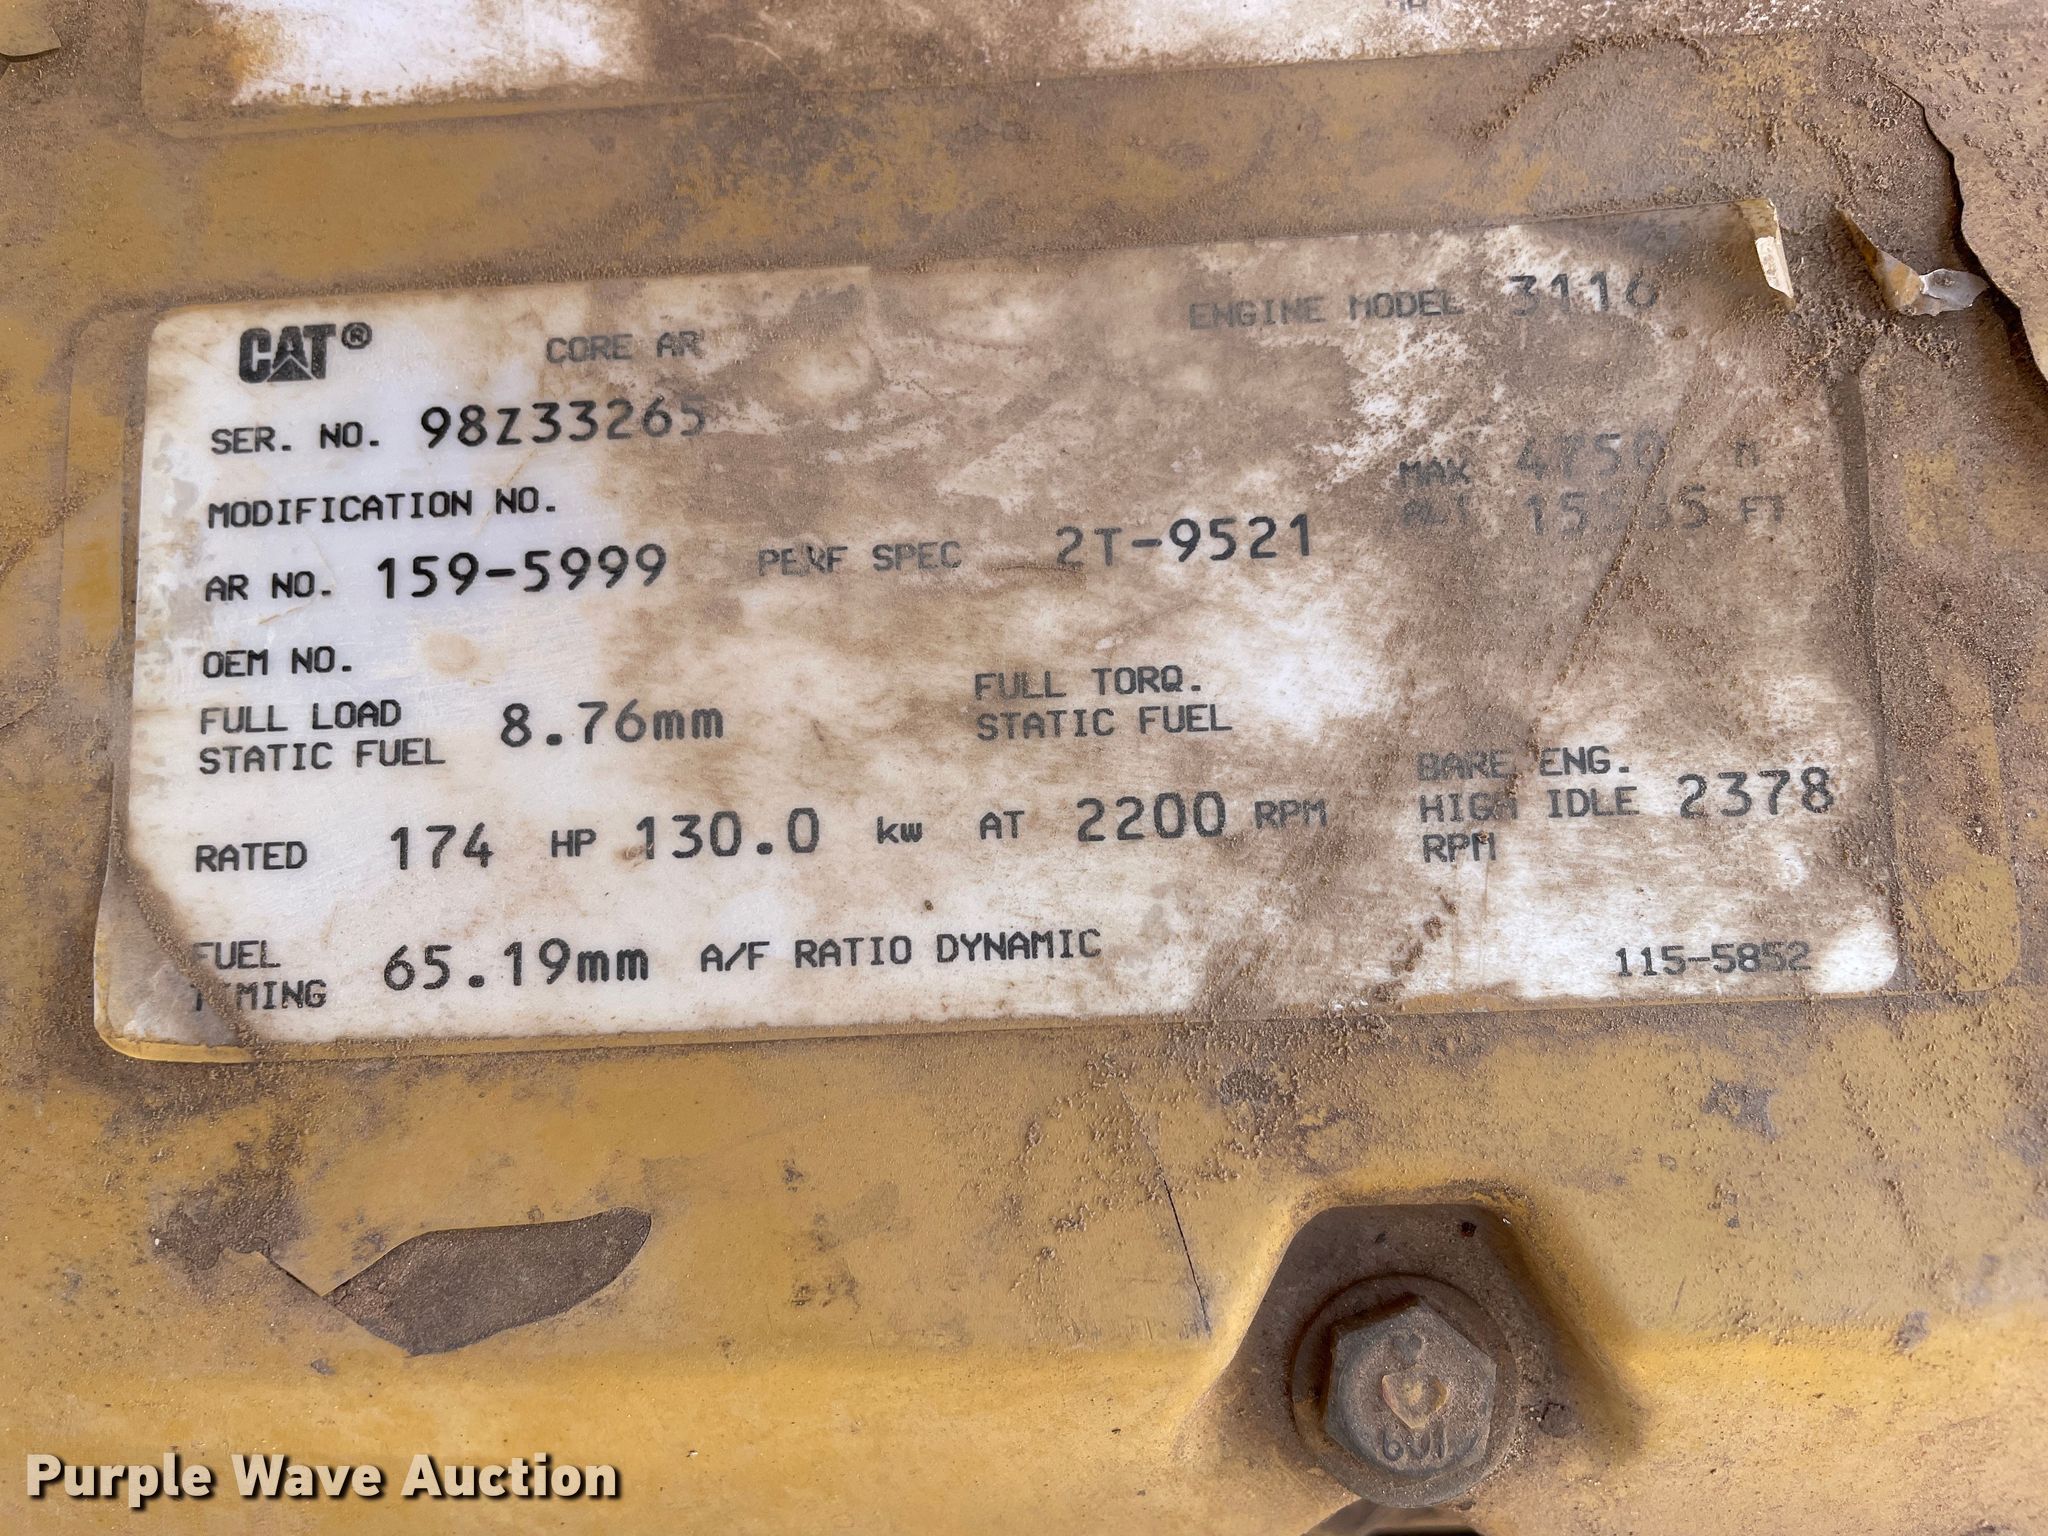 CAT®
CORE AR
ENGINE MODEL 3116
SER. NO. 98Z33265
MODIFICATION NO.
MAX 4750 M
ALT FT
AR NO. 159-5999 PERF SPEC 2T-9521
OEM NO.
FULL LOAD
STATIC FUEL 8.76mm
FULL TORQ.
STATIC FUEL
RATED 174 HP 130.0 kw AT 2200 RPM
BARE ENG.
HIGH IDLE 2378
RPM
FUEL
TIMING 65.19mm A/F RATIO DYNAMIC
115-5852
Purple Wave Auction